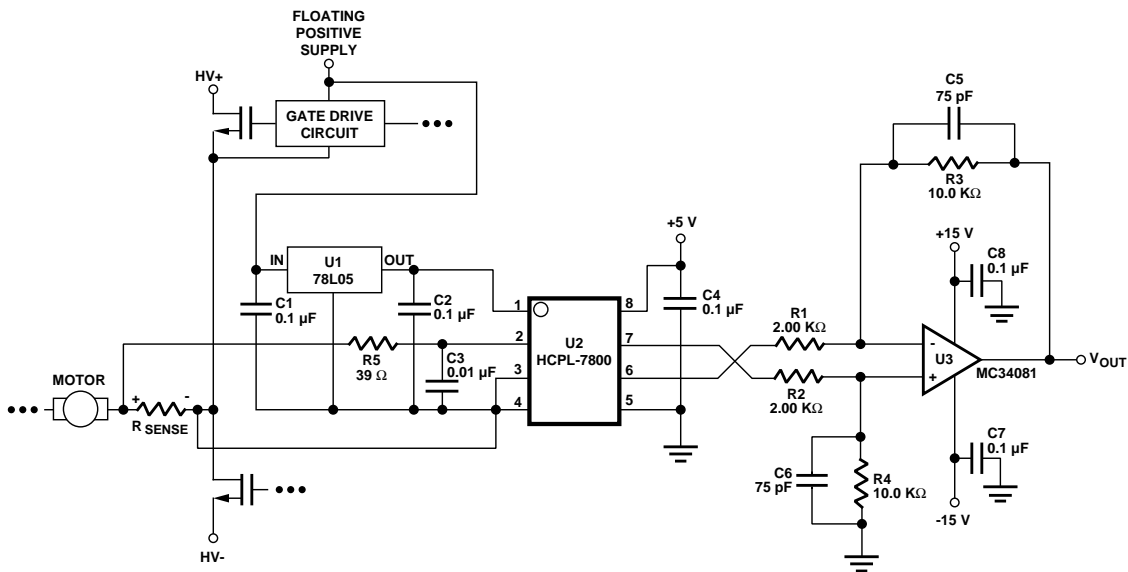 FLOATING
POSITIVE
SUPPLY
HV+
GATE DRIVE
CIRCUIT
C5
75 pF
R3
10.0 KΩ
+5 V
+15 V
C8
0.1 µF
IN
U1
78L05
OUT
C1
0.1 µF
C2
0.1 µF
1
8
C4
0.1 µF
R1
2.00 KΩ
2
U2
HCPL-7800
7
-
U3
+
MC34081
V OUT
R5
39 Ω
C3
0.01 µF
3
6
R2
2.00 KΩ
MOTOR
+
-
R SENSE
4
5
C7
0.1 µF
C6
75 pF
R4
10.0 KΩ
-15 V
HV-